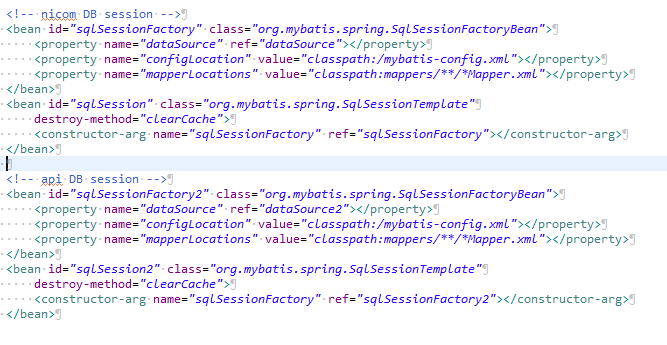 <!-- nicom DB session -->
<bean id="sqlSessionFactory" class="org.mybatis.spring.SqlSessionFactoryBean">
    <property name="dataSource" ref="dataSource"></property>
    <property name="configLocation" value="classpath:/mybatis-config.xml"></property>
    <property name="mapperLocations" value="classpath:mappers/**/*Mapper.xml"></property>
</bean>
<bean id="sqlSession" class="org.mybatis.spring.SqlSessionTemplate"
    destroy-method="clearCache">
    <constructor-arg name="sqlSessionFactory" ref="sqlSessionFactory"></constructor-arg>
</bean>

<!-- api DB session -->
<bean id="sqlSessionFactory2" class="org.mybatis.spring.SqlSessionFactoryBean">
    <property name="dataSource" ref="dataSource2"></property>
    <property name="configLocation" value="classpath:/mybatis-config.xml"></property>
    <property name="mapperLocations" value="classpath:mappers/**/*Mapper.xml"></property>
</bean>
<bean id="sqlSession2" class="org.mybatis.spring.SqlSessionTemplate"
    destroy-method="clearCache">
    <constructor-arg name="sqlSessionFactory" ref="sqlSessionFactory2"></constructor-arg>
</bean>